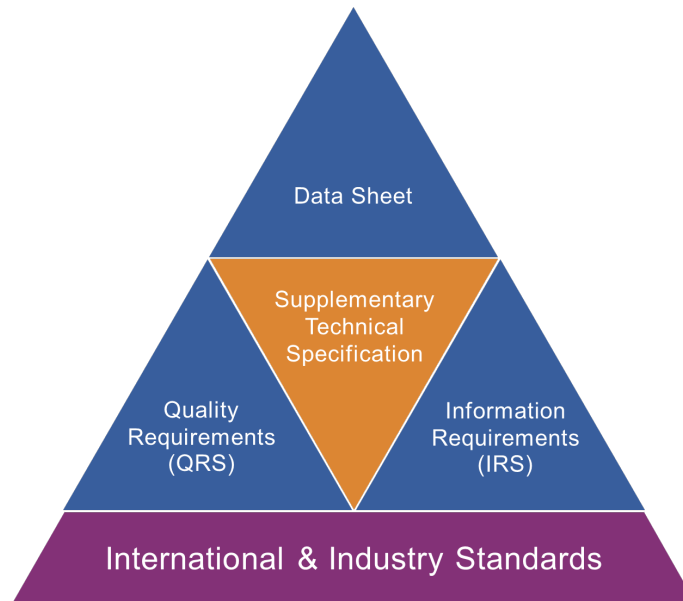 Data Sheet
Supplementary
Technical
Specification
Quality
Requirements
(QRS)
Information
Requirements
(IRS)
International & Industry Standards